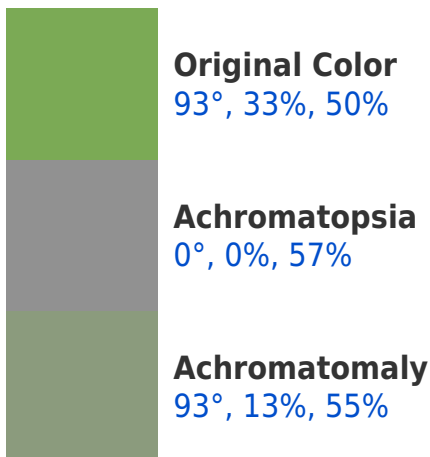 Original Color
93°, 33%, 50%
Achromatopsia
0°, 0%, 57%
Achromatomaly
93°, 13%, 55%